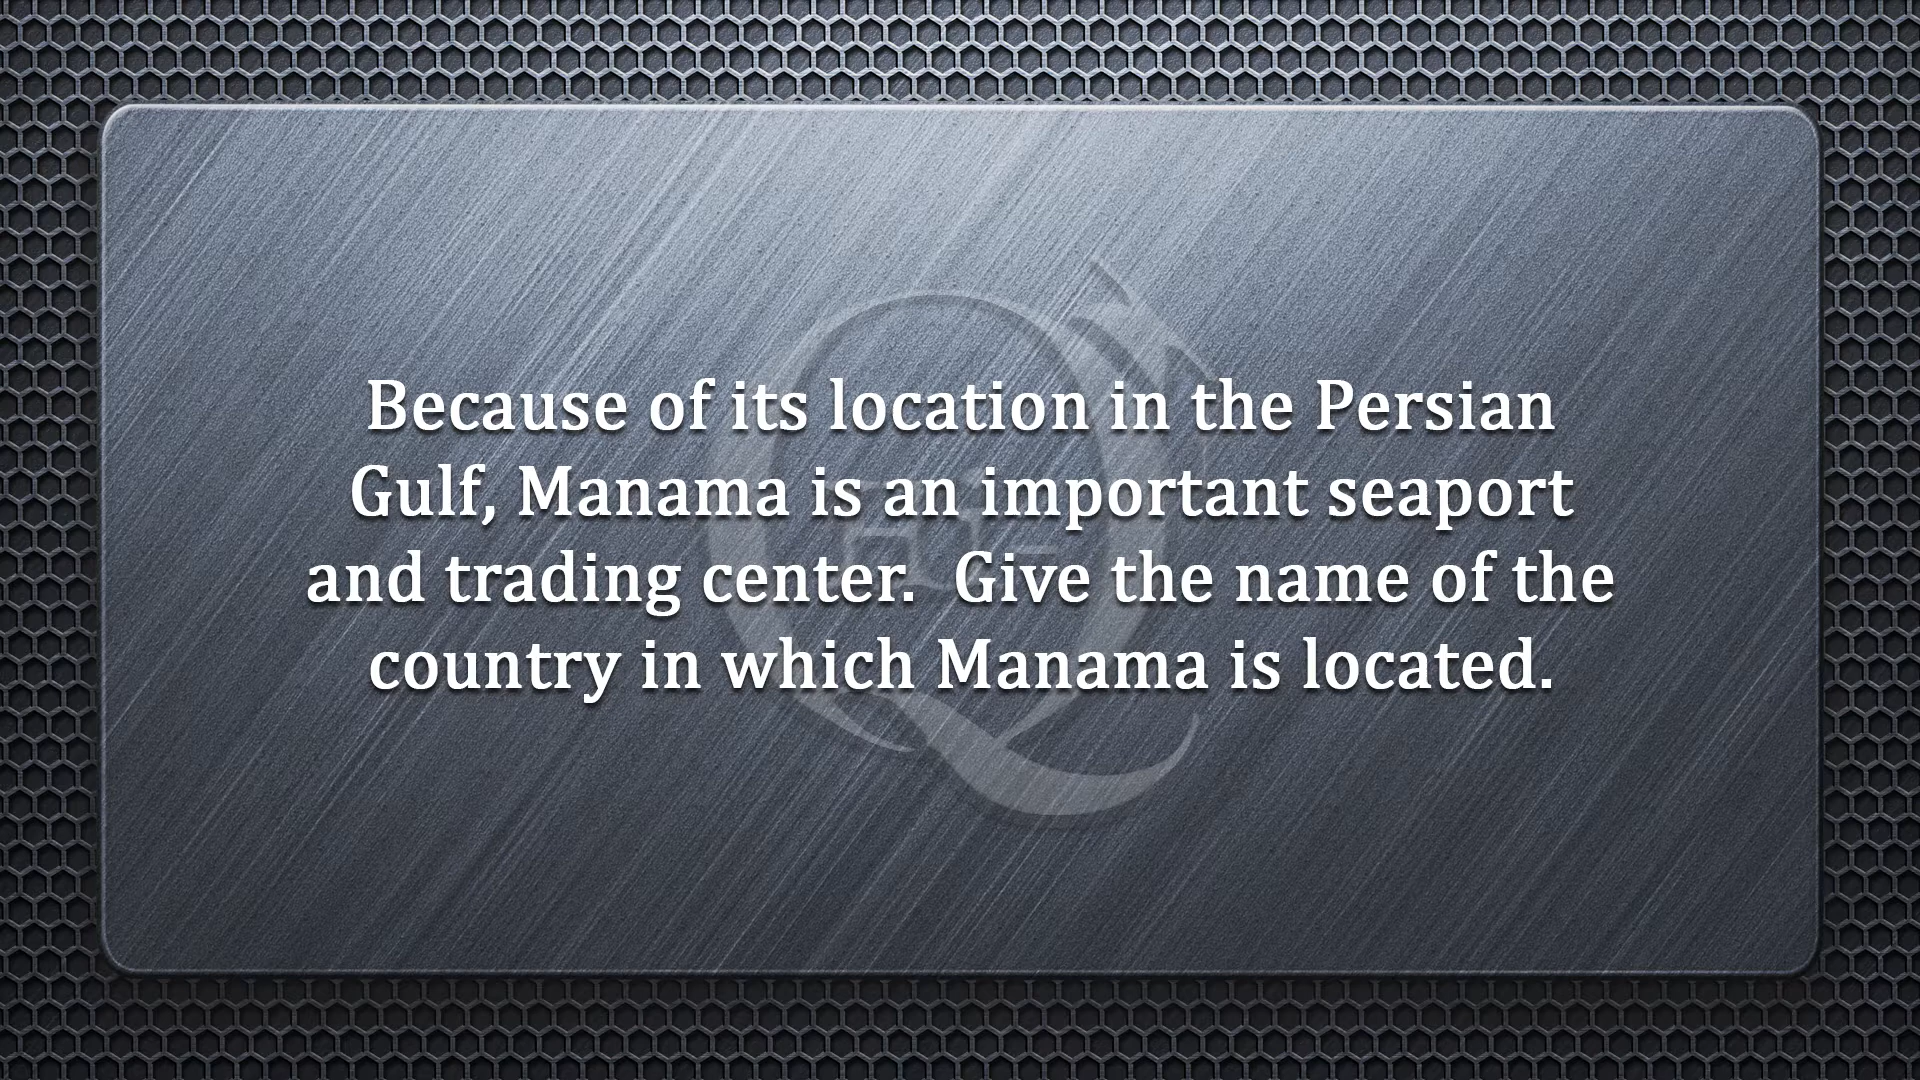 Because of its location in the Persian
Gulf, Manama is an important seaport
and trading center.  Give the name of the
country in which Manama is located.